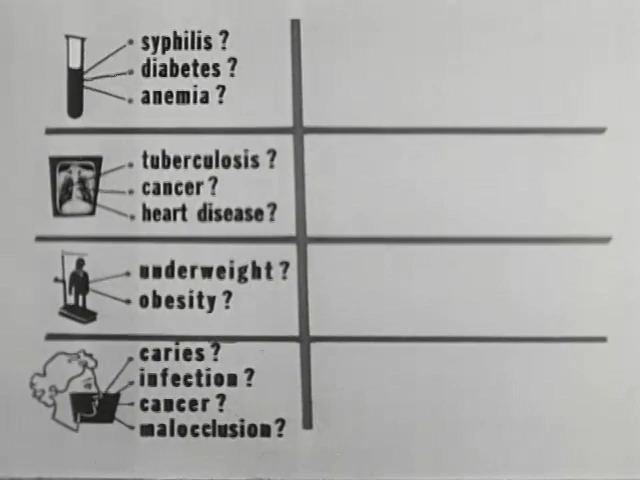 syphilis ?
diabetes ?
anemia ?
tuberculosis ?
cancer ?
heart disease ?
underweight ?
obesity ?
caries ?
infection ?
cancer ?
malocclusion ?